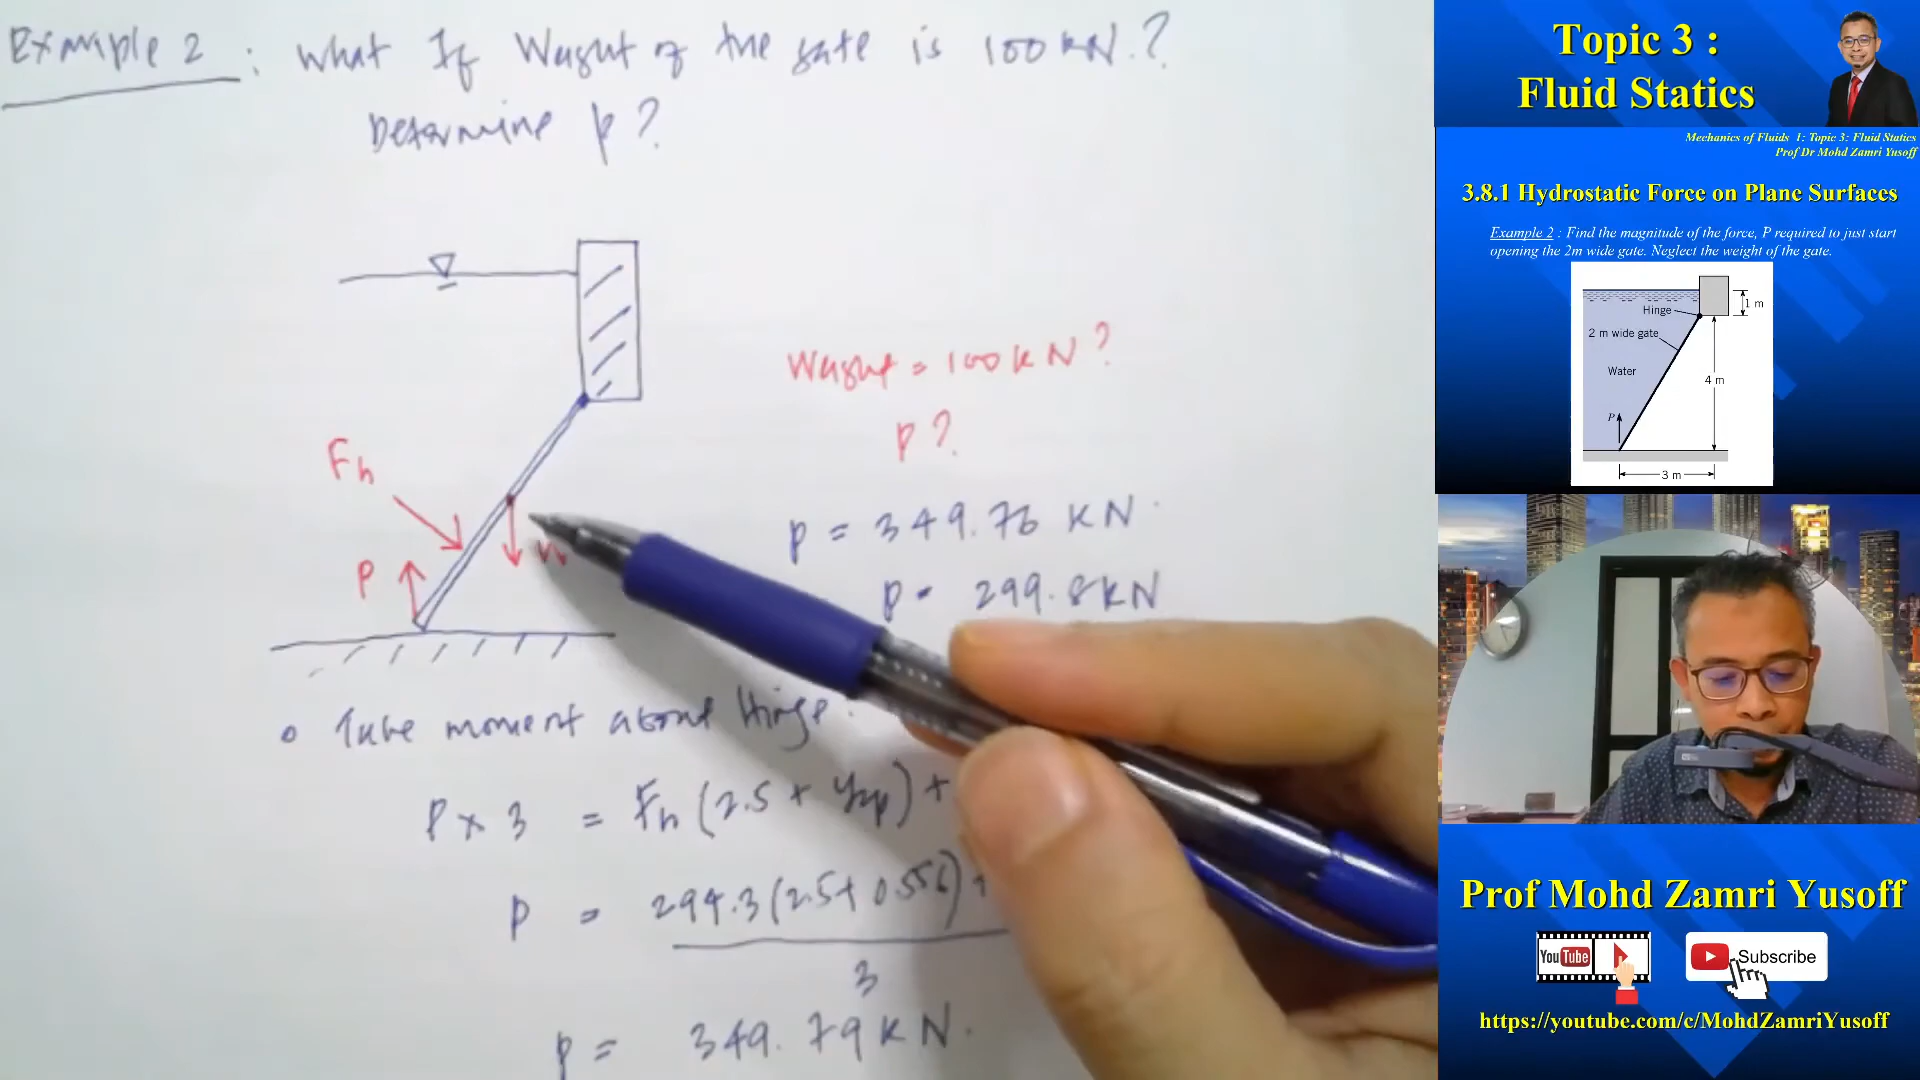 Example 2 : What If Weight of the gate is 100 kN.?
Determine P?
Weight = 100 kN?
P?
Fh
P
W
P = 349.76 KN.
P = 299.8 KN
• Take moment about Hinge.
P x 3 = Fh (2.5 + yp) +
P = 294.3 (2.5 + 0.556) +
3
P = 349.79 KN.
Topic 3 :
Fluid Statics
Mechanics of Fluids 1: Topic 3: Fluid Statics
Prof Dr Mohd Zamri Yusoff
3.8.1 Hydrostatic Force on Plane Surfaces
Example 2 : Find the magnitude of the force, P required to just start
opening the 2m wide gate. Neglect the weight of the gate.
Hinge
1 m
2 m wide gate
Water
4 m
P
3 m
Prof Mohd Zamri Yusoff
YouTube
Subscribe
https://youtube.com/c/MohdZamriYusoff